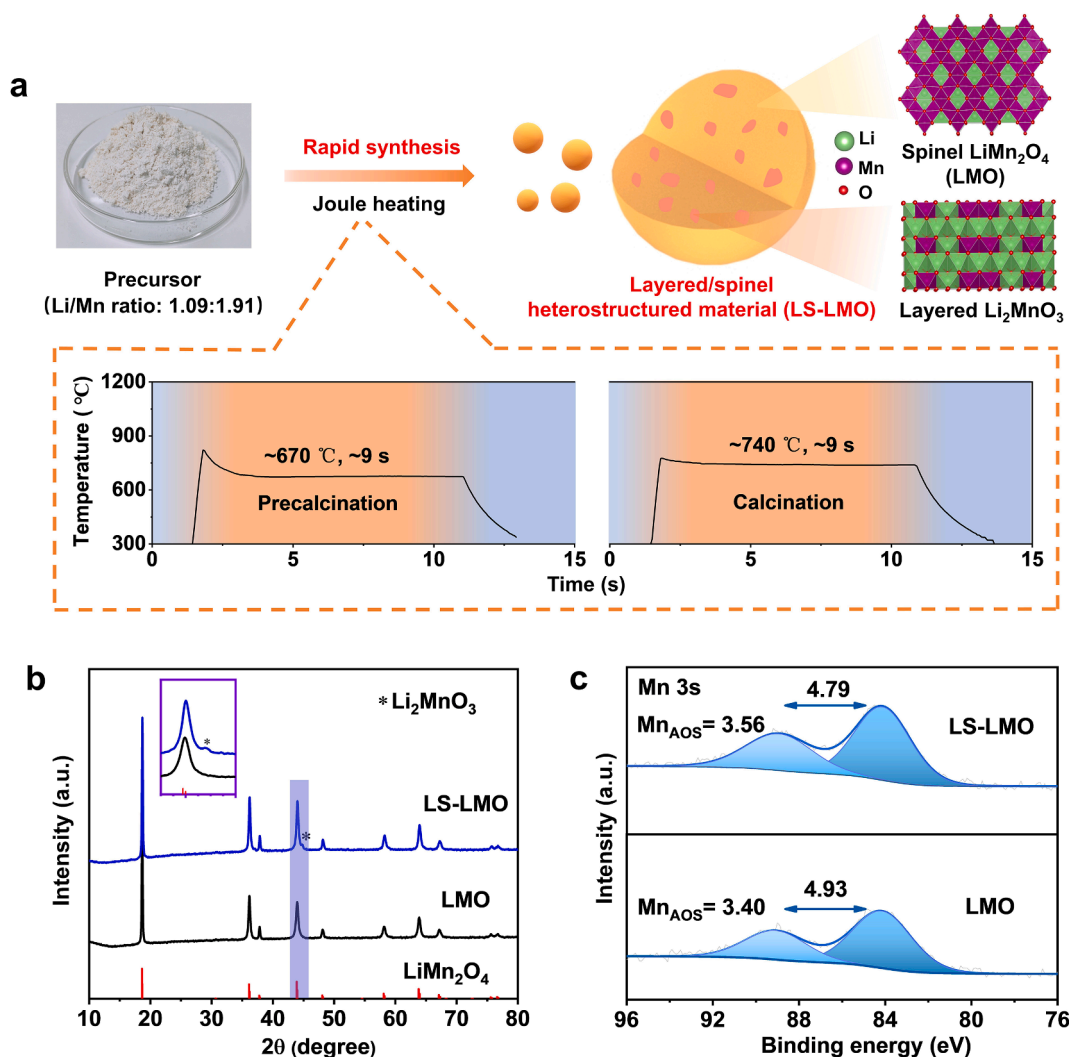 a
Rapid synthesis
Joule heating
Precursor
(Li/Mn ratio: 1.09:1.91)
Layered/spinel
heterostructured material (LS-LMO)
Li
Mn
O
Spinel LiMn₂O₄
(LMO)
Layered Li₂MnO₃
Temperature (℃)
1200
900
600
300
0
5
10
15
~670 ℃, ~9 s
Precalcination
0
5
10
15
~740 ℃, ~9 s
Calcination
Time (s)
b
*Li₂MnO₃
*
LS-LMO
*
LMO
LiMn₂O₄
Intensity (a.u.)
10
20
30
40
50
60
70
80
2θ (degree)
c
Mn 3s
4.79
Mn_AOS= 3.56
LS-LMO
4.93
Mn_AOS= 3.40
LMO
Intensity (a.u.)
96
92
88
84
80
76
Binding energy (eV)